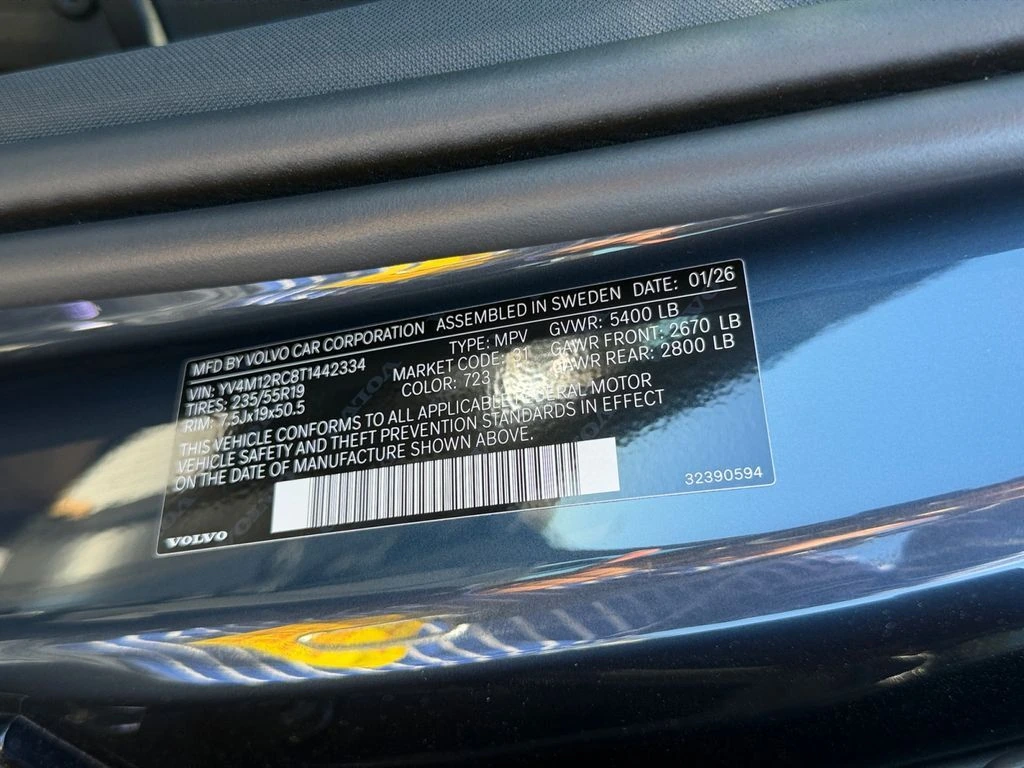 MFD BY VOLVO CAR CORPORATION ASSEMBLED IN SWEDEN DATE: 01/26
VIN: YV4M12RC8T1442334 TYPE: MPV GVWR: 5400 LB
TIRES: 235/55R19 MARKET CODE: 31 GAWR FRONT: 2670 LB
RIM: 7.5Jx19x50.5 COLOR: 723 GAWR REAR: 2800 LB
THIS VEHICLE CONFORMS TO ALL APPLICABLE FEDERAL MOTOR
VEHICLE SAFETY AND THEFT PREVENTION STANDARDS IN EFFECT
ON THE DATE OF MANUFACTURE SHOWN ABOVE.
32390594
VOLVO